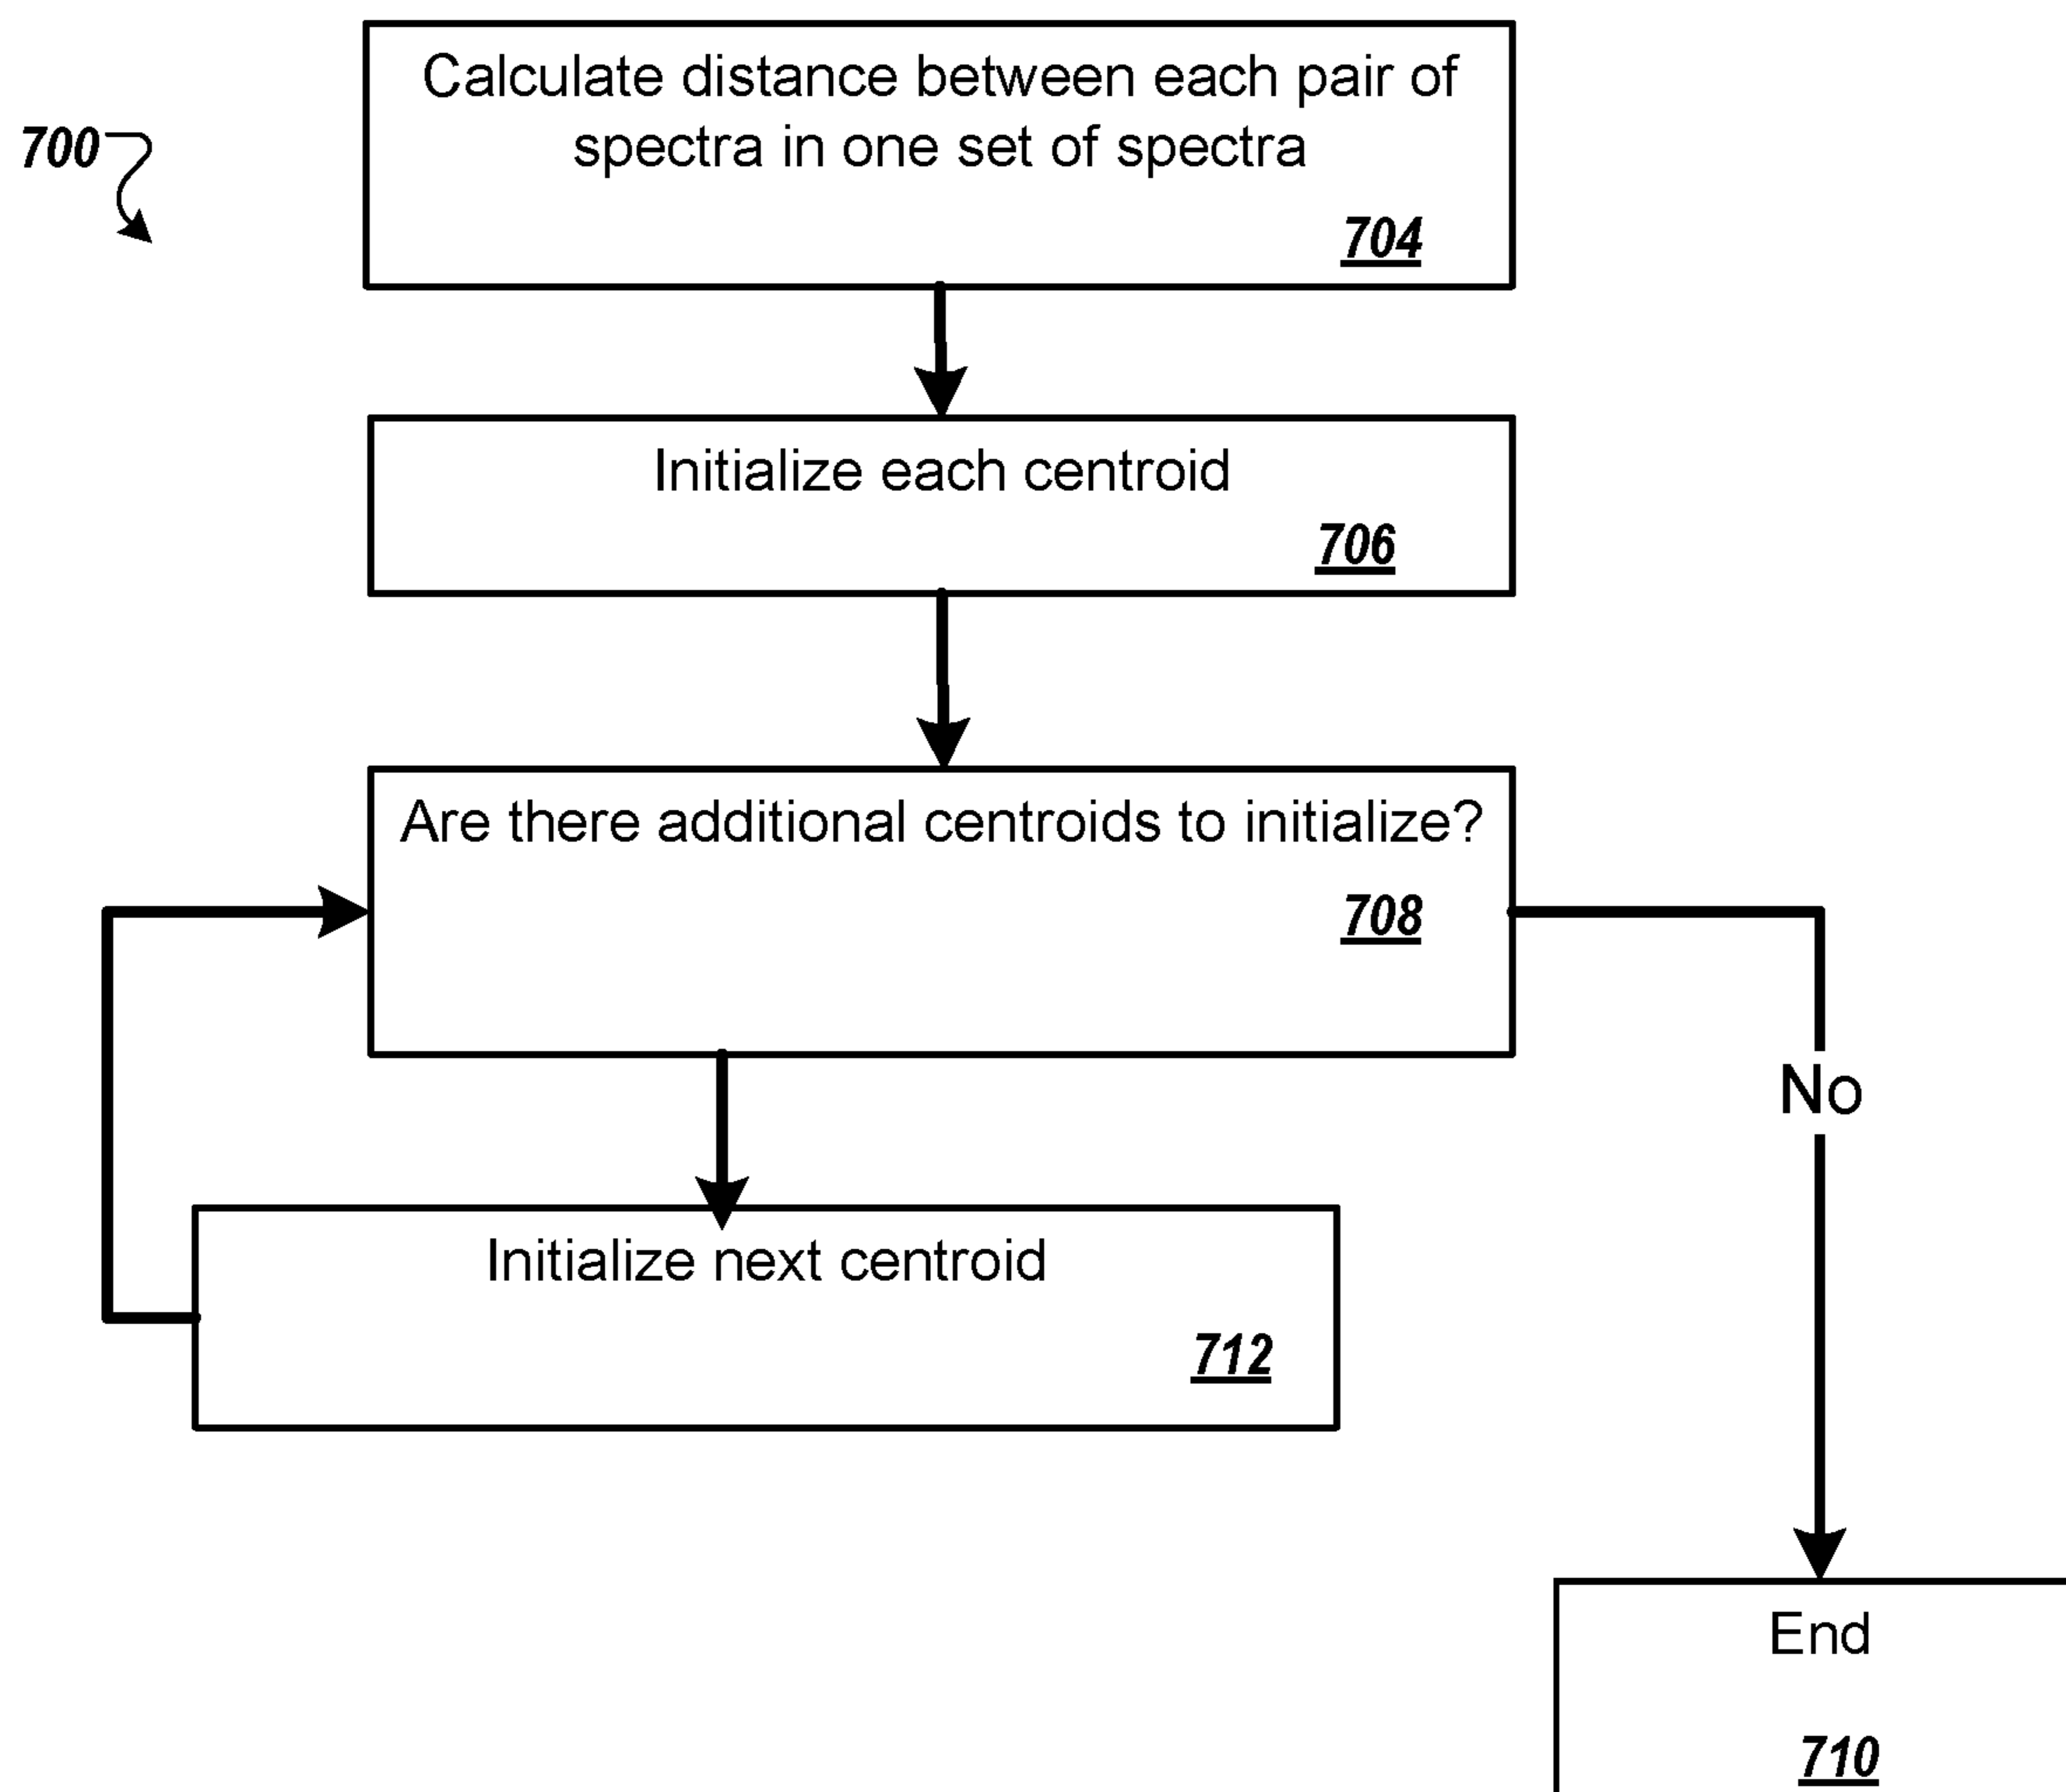 700
Calculate distance between each pair of
spectra in one set of spectra
704
Initialize each centroid
706
Are there additional centroids to initialize?
708
No
Initialize next centroid
712
End
710